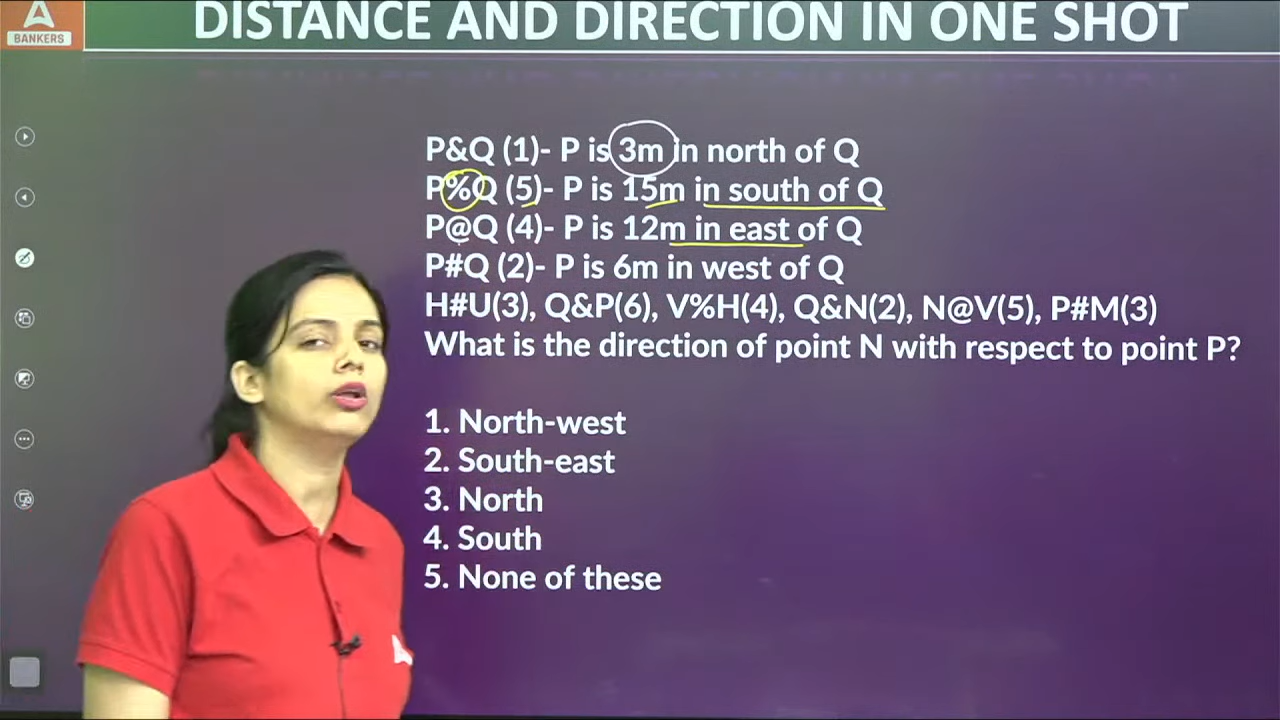 DISTANCE AND DIRECTION IN ONE SHOT
A
BANKERS
P&Q (1)- P is 3m in north of Q
P%Q (5)- P is 15m in south of Q
P@Q (4)- P is 12m in east of Q
P#Q (2)- P is 6m in west of Q
H#U(3), Q&P(6), V%H(4), Q&N(2), N@V(5), P#M(3)
What is the direction of point N with respect to point P?
1. North-west
2. South-east
3. North
4. South
5. None of these